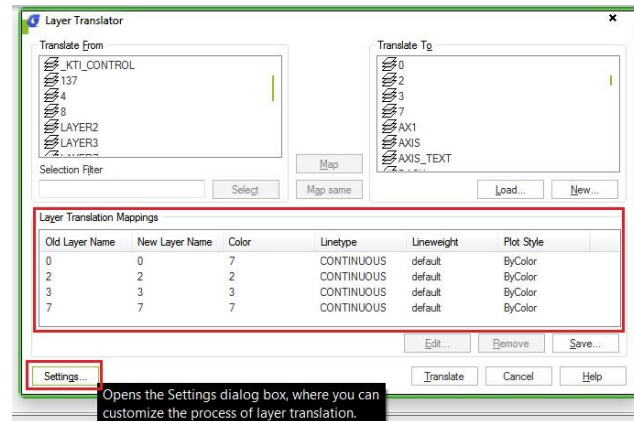 Layer Translator
Translate From
Translate To
_KTI_CONTROL
137
4
8
LAYER2
LAYER3
0
2
3
7
AX1
AXIS
AXIS_TEXT
Selection Filter
Map
Select
Map same
Load...
New...
Layer Translation Mappings
Old Layer Name New Layer Name Color Linetype Lineweight Plot Style
0 0 7 CONTINUOUS default ByColor
2 2 2 CONTINUOUS default ByColor
3 3 3 CONTINUOUS default ByColor
7 7 7 CONTINUOUS default ByColor
Edit...
Remove
Save...
Settings...
Translate
Cancel
Help
Opens the Settings dialog box, where you can
customize the process of layer translation.